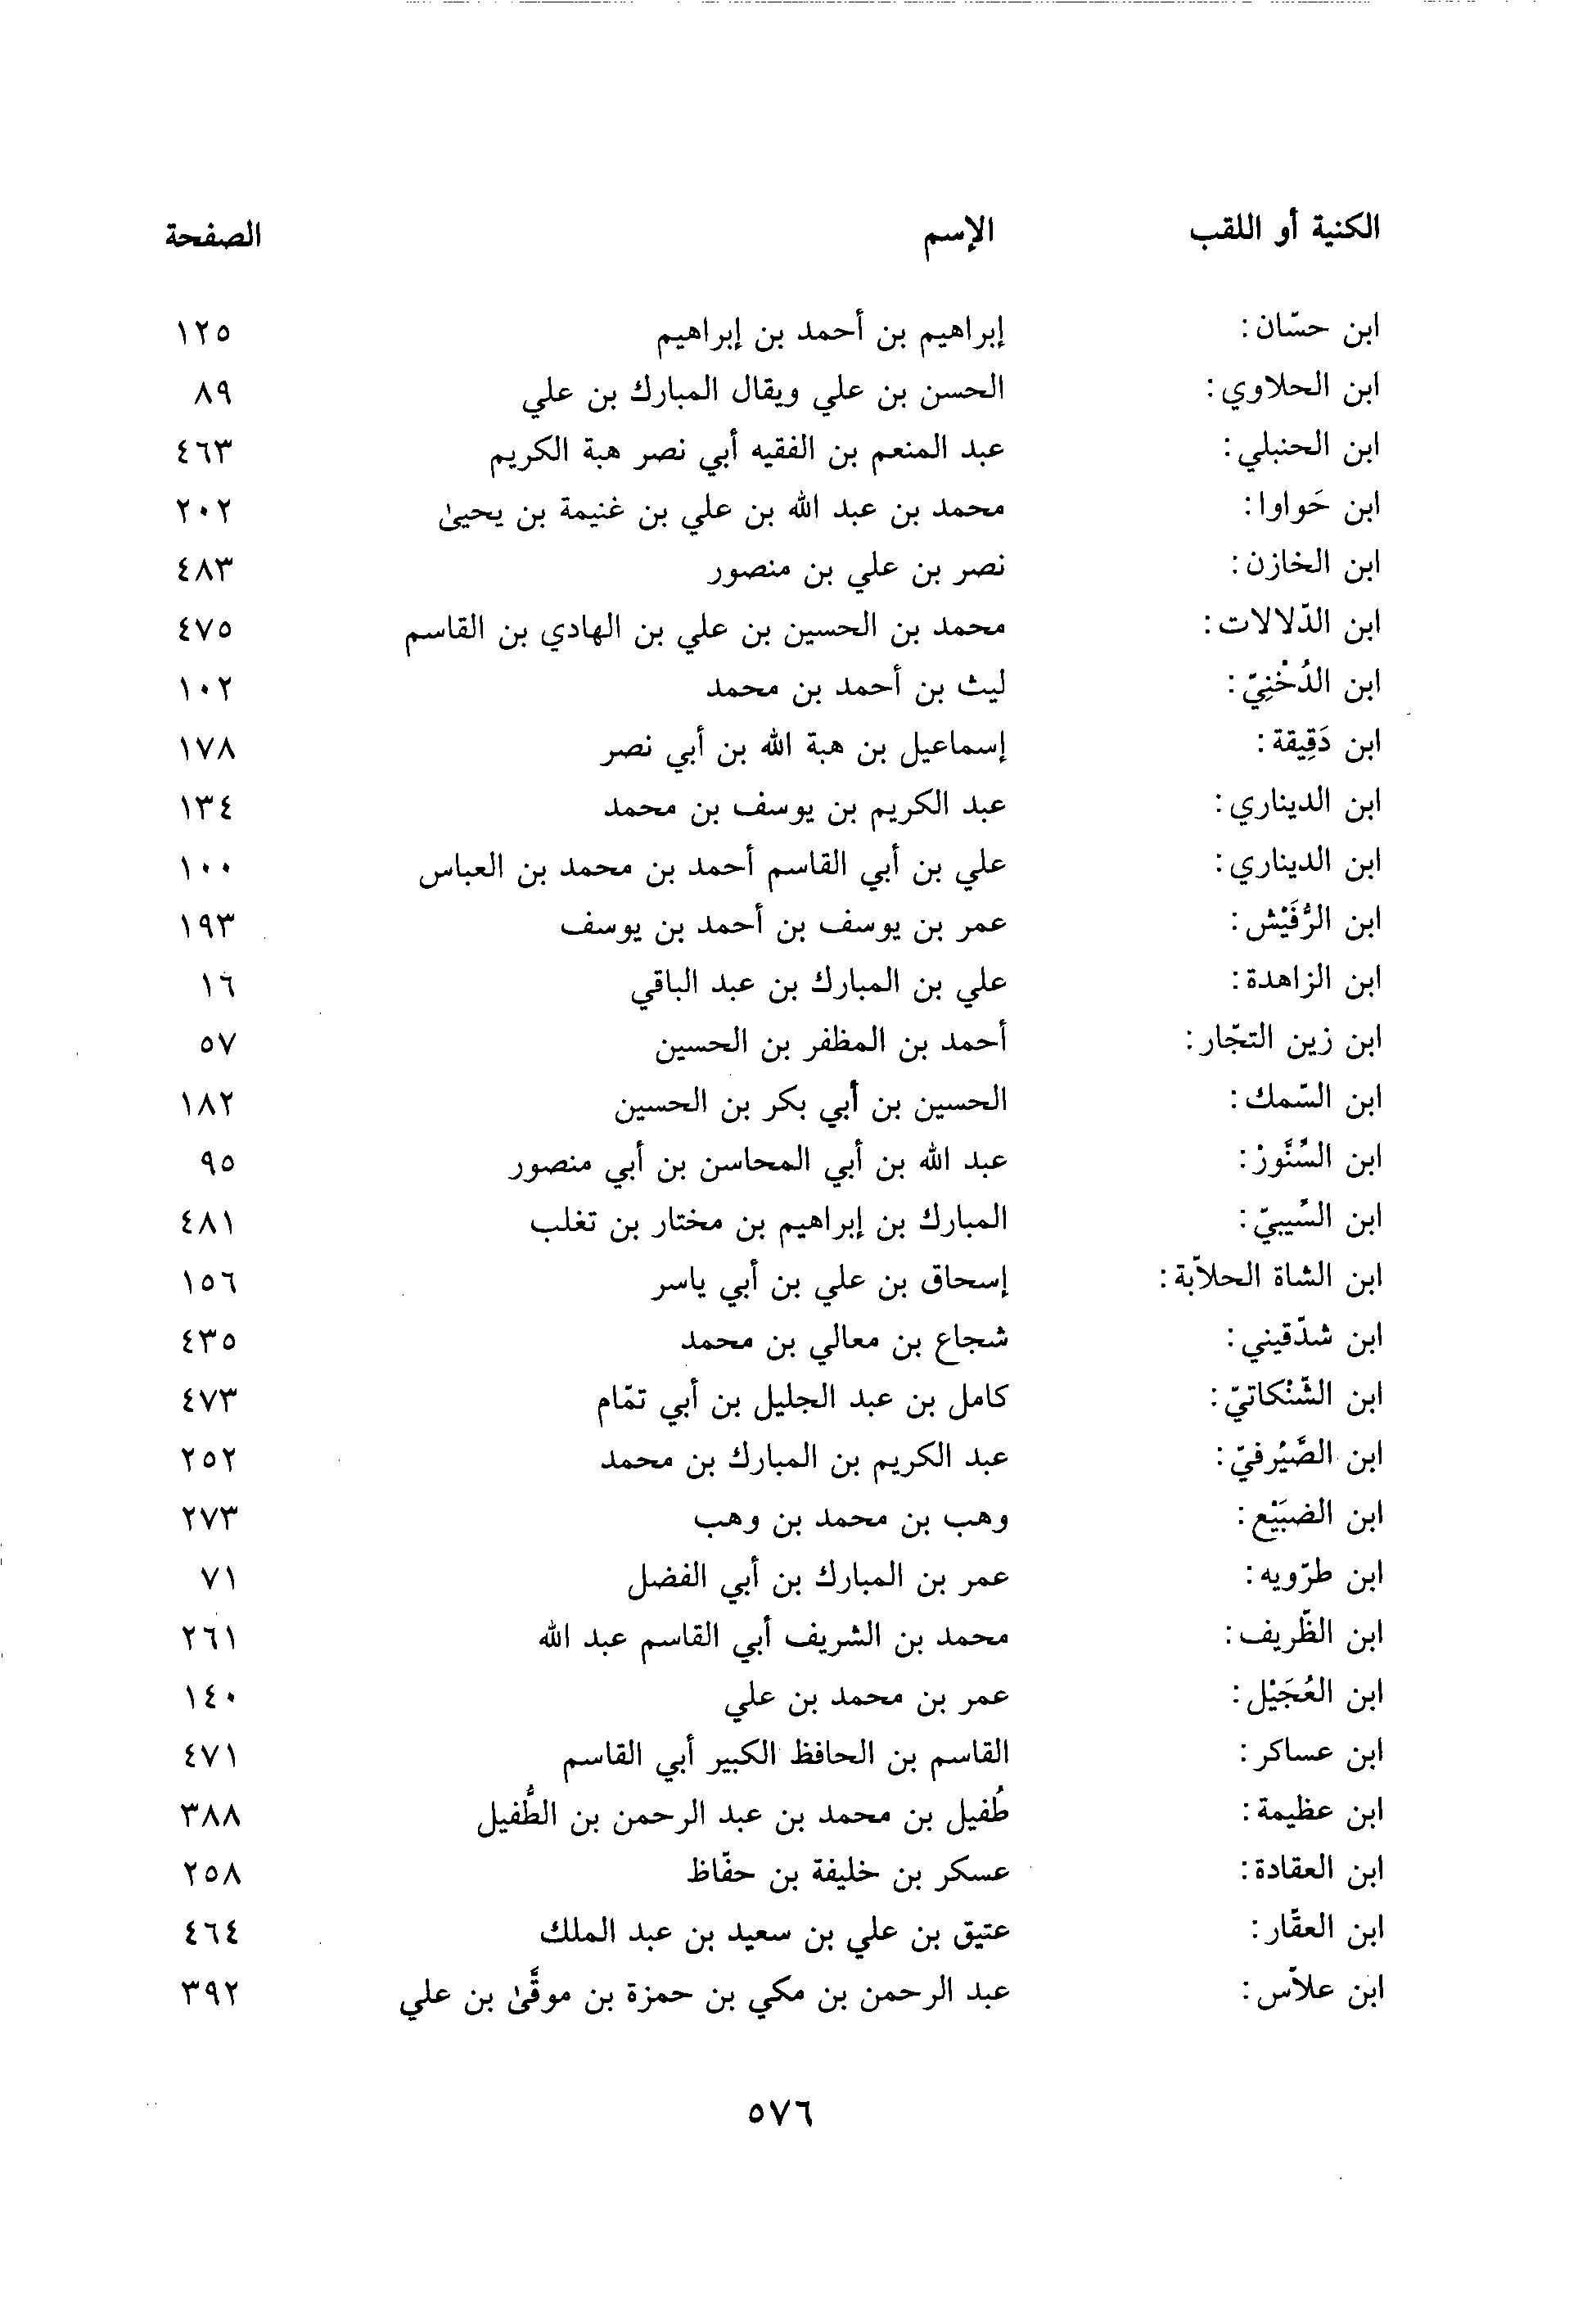 الكنية أو اللقب الإسم الصفحة
ابن حسّان: إبراهيم بن أحمد بن إبراهيم ١٢٥
ابن الحلاوي: الحسن بن علي ويقال المبارك بن علي ٨٩
ابن الحنبلي: عبد المنعم بن الفقيه أبي نصر هبة الكريم ٤٦٣
ابن حَواوا: محمد بن عبد الله بن علي بن غنيمة بن يحيىٰ ٢٠٢
ابن الخازن: نصر بن علي بن منصور ٤٨٣
ابن الدّلالات: محمد بن الحسين بن علي بن الهادي بن القاسم ٤٧٥
ابن الدُخْنِيّ: ليث بن أحمد بن محمد ١٠٢
ابن دَقِيقة: إسماعيل بن هبة الله بن أبي نصر ١٧٨
ابن الديناري: عبد الكريم بن يوسف بن محمد ١٣٤
ابن الديناري: علي بن أبي القاسم أحمد بن محمد بن العباس ١٠٠
ابن الرُّفَيْش: عمر بن يوسف بن أحمد بن يوسف ١٩٣
ابن الزاهدة: علي بن المبارك بن عبد الباقي ١٦
ابن زين التجّار: أحمد بن المظفر بن الحسين ٥٧
ابن السّمك: الحسين بن أبي بكر بن الحسين ١٨٢
ابن السَّنَّوز: عبد الله بن أبي المحاسن بن أبي منصور ٩٥
ابن السَّيبيّ: المبارك بن إبراهيم بن مختار بن تغلب ٤٨١
ابن الشاة الحلاّبة: إسحاق بن علي بن أبي ياسر ١٥٦
ابن شدّقيني: شجاع بن معالي بن محمد ٤٣٥
ابن الشّنْكاتيّ: كامل بن عبد الجليل بن أبي تمّام ٤٧٣
ابن الصَّيْرفيّ: عبد الكريم بن المبارك بن محمد ٢٥٢
ابن الضبَيْع: وهب بن محمد بن وهب ٢٧٣
ابن طرّويه: عمر بن المبارك بن أبي الفضل ٧١
ابن الظّريف: محمد بن الشريف أبي القاسم عبد الله ٢٦١
ابن العُجَيْل: عمر بن محمد بن علي ١٤٠
ابن عساكر: القاسم بن الحافظ الكبير أبي القاسم ٤٧١
ابن عظيمة: طُفيل بن محمد بن عبد الرحمن بن الطُّفيل ٣٨٨
ابن العقادة: عسكر بن خليفة بن حفّاظ ٢٥٨
ابن العقّار: عتيق بن علي بن سعيد بن عبد الملك ٤٦٤
ابن علاّس: عبد الرحمن بن مكي بن حمزة بن موقَّىٰ بن علي ٣٩٢
٥٧٦